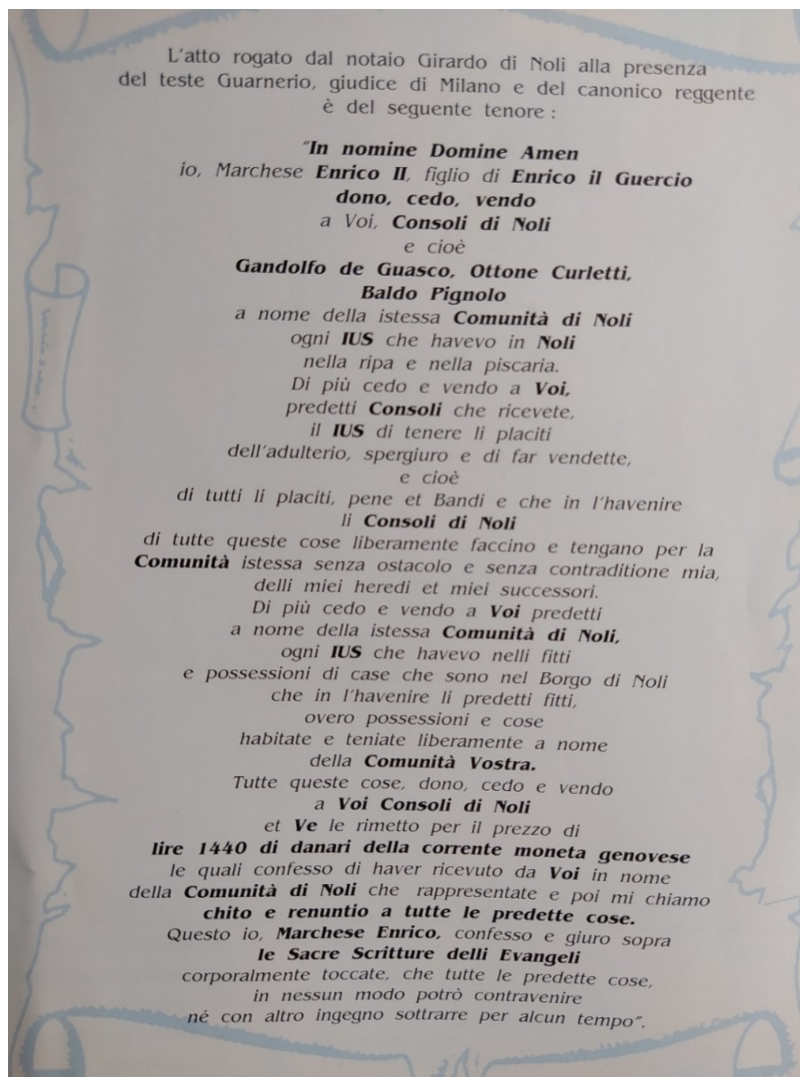 L'atto rogato dal notaio Girardo di Noli alla presenza
del teste Guarnerio, giudice di Milano e del canonico reggente
è del seguente tenore :
"In nomine Domine Amen
io, Marchese Enrico II, figlio di Enrico il Guercio
dono, cedo, vendo
a Voi, Consoli di Noli
e cioè
Gandolfo de Guasco, Ottone Curletti,
Baldo Pignolo
a nome della istessa Comunità di Noli
ogni IUS che havevo in Noli
nella ripa e nella piscaria.
Di più cedo e vendo a Voi,
predetti Consoli che ricevete,
il IUS di tenere li placiti
dell'adulterio, spergiuro e di far vendette,
e cioè
di tutti li placiti, pene et Bandi e che in l'havenire
li Consoli di Noli
di tutte queste cose liberamente faccino e tengano per la
Comunità istessa senza ostacolo e senza contraditione mia,
delli miei heredi et miei successori.
Di più cedo e vendo a Voi predetti
a nome della istessa Comunità di Noli,
ogni IUS che havevo nelli fitti
e possessioni di case che sono nel Borgo di Noli
che in l'havenire li predetti fitti,
overo possessioni e cose
habitate e teniate liberamente a nome
della Comunità Vostra.
Tutte queste cose, dono, cedo e vendo
a Voi Consoli di Noli
et Ve le rimetto per il prezzo di
lire 1440 di danari della corrente moneta genovese
le quali confesso di haver ricevuto da Voi in nome
della Comunità di Noli che rappresentate e poi mi chiamo
chito e renuntio a tutte le predette cose.
Questo io, Marchese Enrico, confesso e giuro sopra
le Sacre Scritture delli Evangeli
corporalmente toccate, che tutte le predette cose,
in nessun modo potrò contravenire
né con altro ingegno sottrarre per alcun tempo".